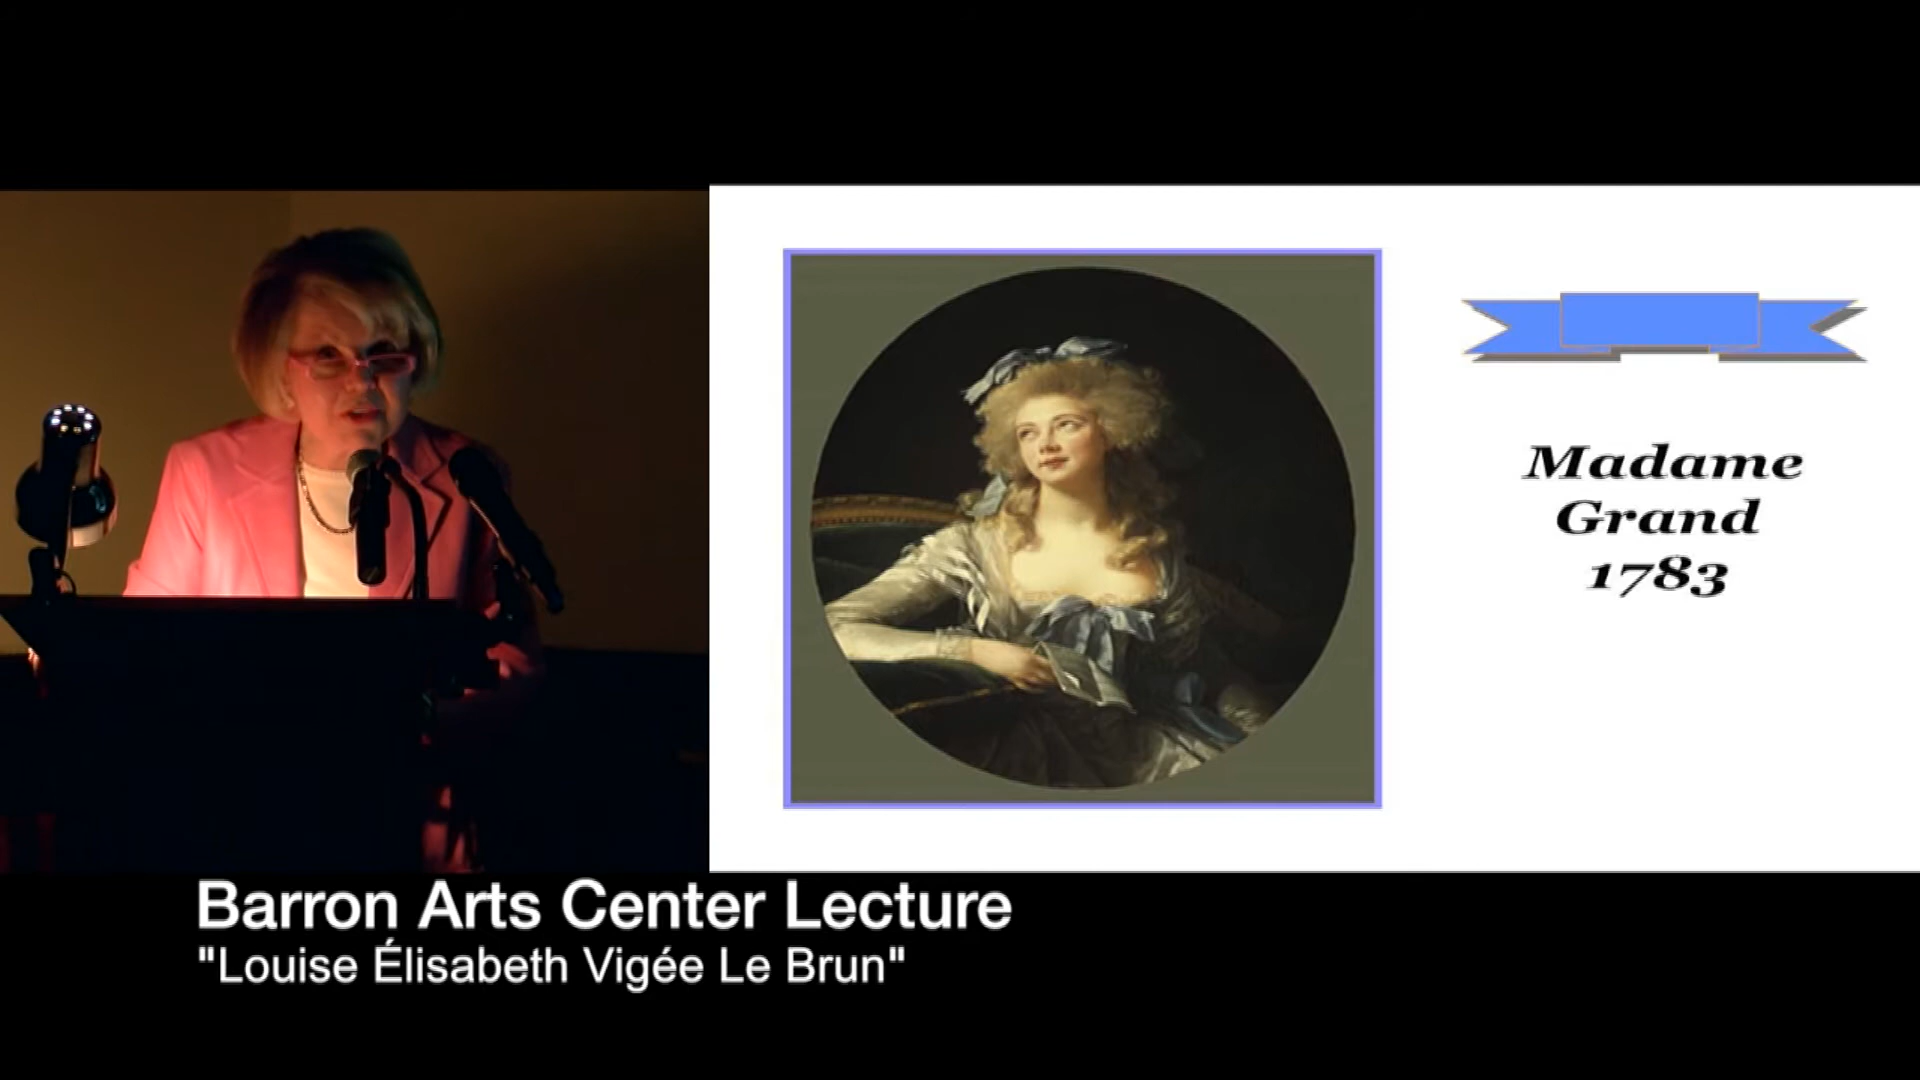 Madame
Grand
1783
Barron Arts Center Lecture
"Louise Élisabeth Vigée Le Brun"